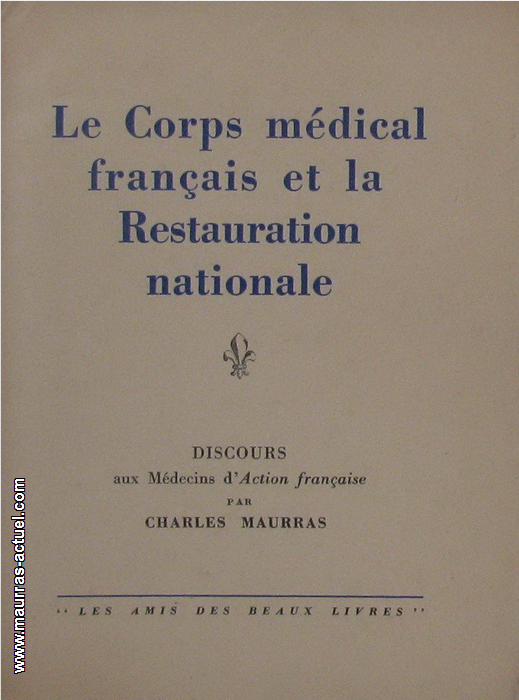 Le Corps médical
français et la
Restauration
nationale
DISCOURS
aux Médecins d'Action française
PAR
CHARLES MAURRAS
"LES AMIS DES BEAUX LIVRES"
www.maurras-actuel.com